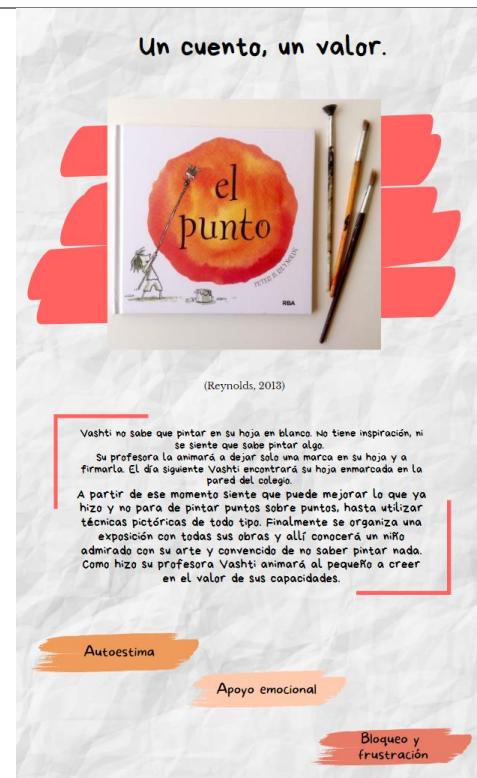 Un cuento, un valor.
el
punto
PETER H. REYNOLDS
RBA
(Reynolds, 2013)
Vashti no sabe que pintar en su hoja en blanco. No tiene inspiración, ni
se siente que sabe pintar algo.
Su profesora la animará a dejar solo una marca en su hoja y a
firmarla. El día siguiente Vashti encontrará su hoja enmarcada en la
pared del colegio.
A partir de ese momento siente que puede mejorar lo que ya
hizo y no para de pintar puntos sobre puntos, hasta utilizar
técnicas pictóricas de todo tipo. Finalmente se organiza una
exposición con todas sus obras y allí conocerá un niño
admirado con su arte y convencido de no saber pintar nada.
Como hizo su profesora Vashti animará al pequeño a creer
en el valor de sus capacidades.
Autoestima
Apoyo emocional
Bloqueo y
frustración